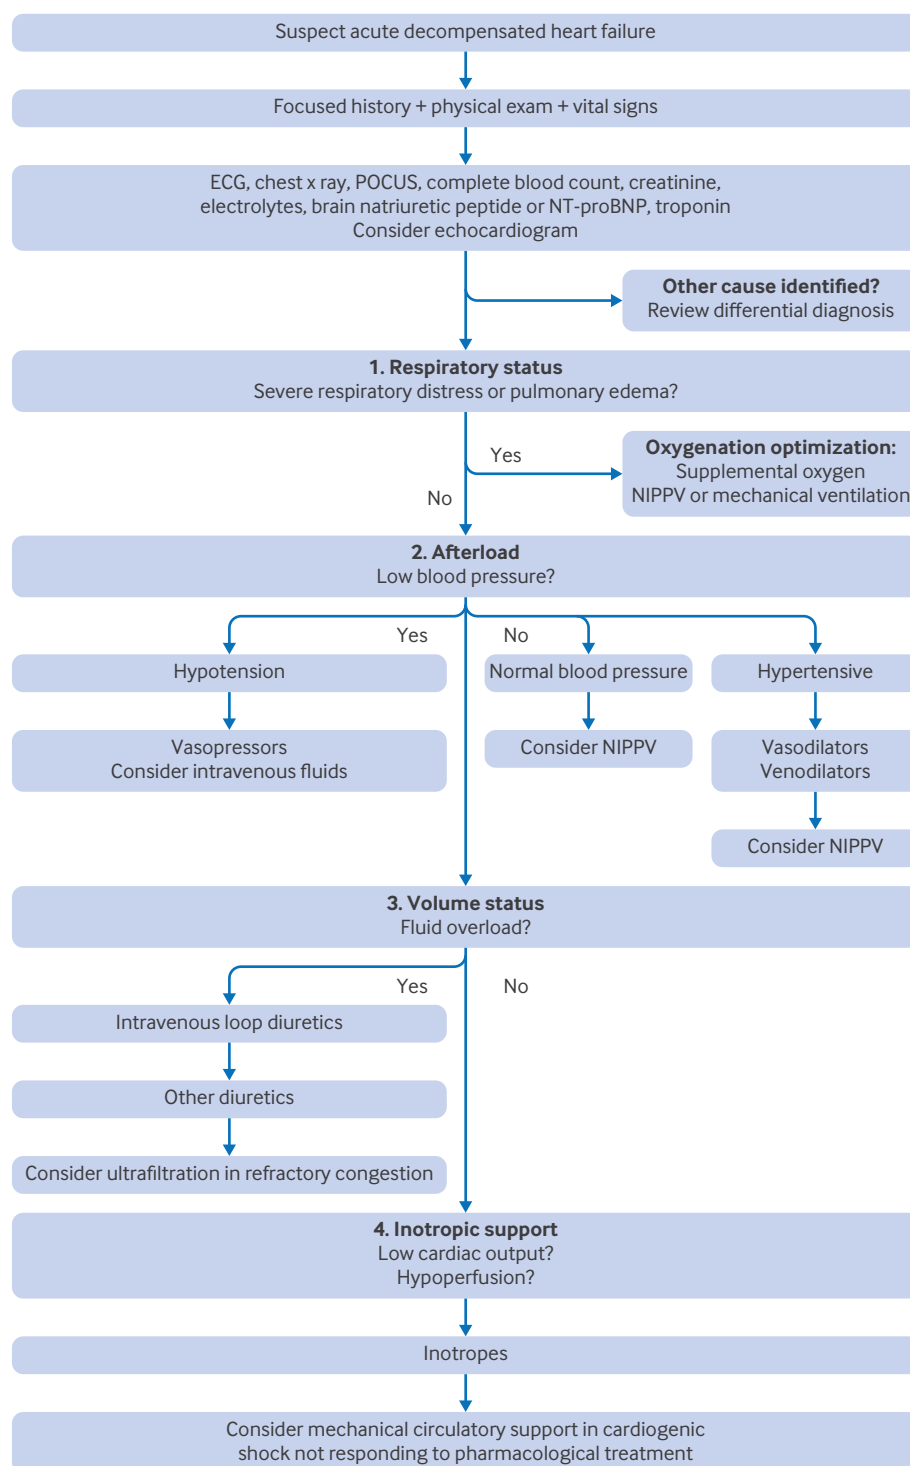 Suspect acute decompensated heart failure
Focused history + physical exam + vital signs
ECG, chest x ray, POCUS, complete blood count, creatinine,
electrolytes, brain natriuretic peptide or NT-proBNP, troponin
Consider echocardiogram
Other cause identified?
Review differential diagnosis
1. Respiratory status
Severe respiratory distress or pulmonary edema?
Yes
Oxygenation optimization:
Supplemental oxygen
NIPPV or mechanical ventilation
No
2. Afterload
Low blood pressure?
Yes
No
Hypotension
Normal blood pressure
Hypertensive
Vasopressors
Consider intravenous fluids
Consider NIPPV
Vasodilators
Venodilators
Consider NIPPV
3. Volume status
Fluid overload?
Yes
No
Intravenous loop diuretics
Other diuretics
Consider ultrafiltration in refractory congestion
4. Inotropic support
Low cardiac output?
Hypoperfusion?
Inotropes
Consider mechanical circulatory support in cardiogenic
shock not responding to pharmacological treatment